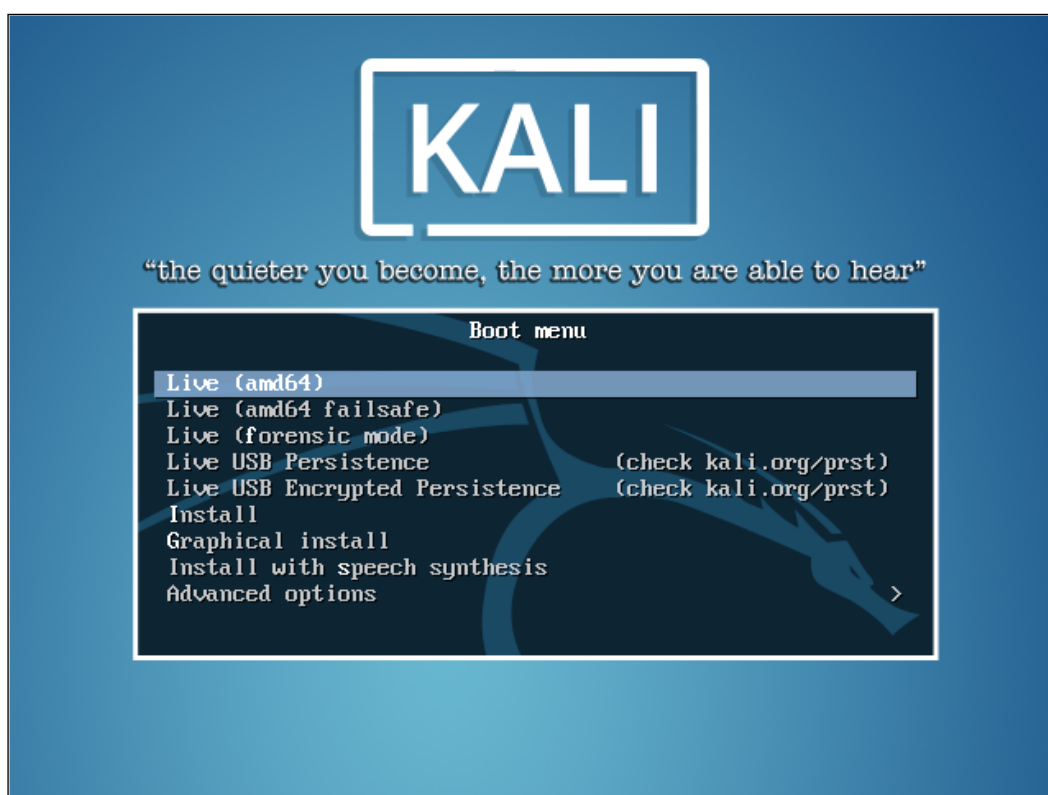 KALI
“the quieter you become, the more you are able to hear”
Boot menu
Live (amd64)
Live (amd64 failsafe)
Live (forensic mode)
Live USB Persistence (check kali.org/prst)
Live USB Encrypted Persistence (check kali.org/prst)
Install
Graphical install
Install with speech synthesis
Advanced options >